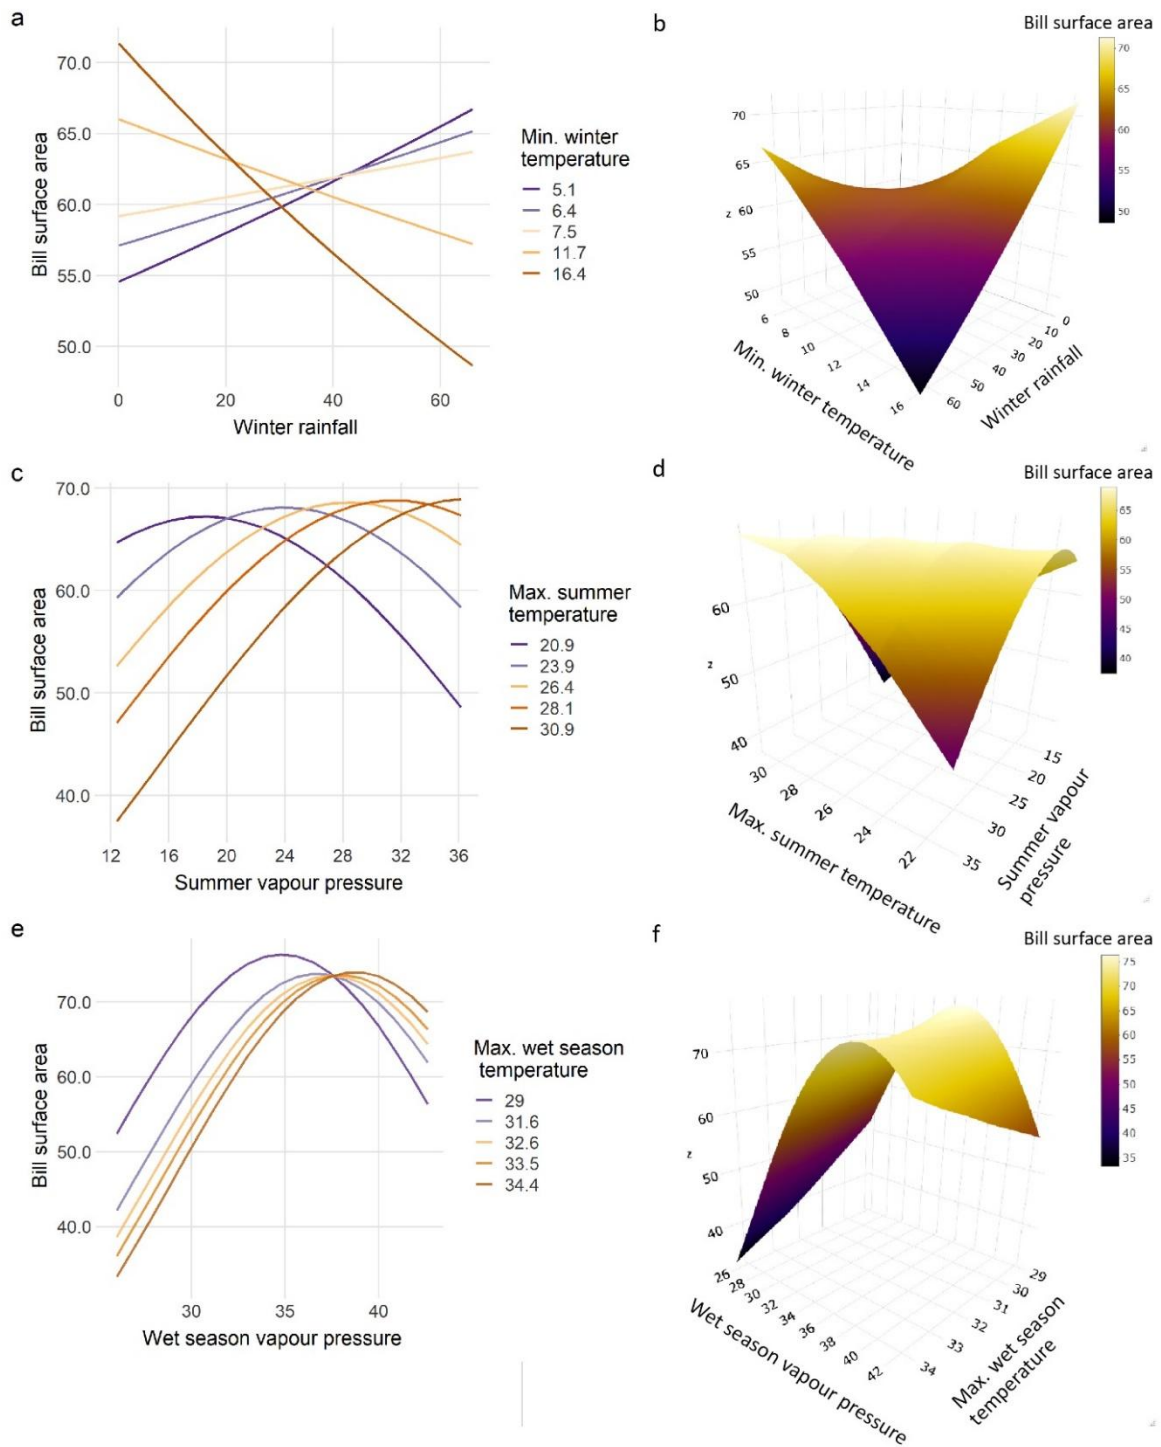 a
70.0
65.0
60.0
55.0
50.0
Bill surface area
0 20 40 60
Winter rainfall
Min. winter
temperature
5.1
6.4
7.5
11.7
16.4
b
Bill surface area
70
65
60
55
50
70
65
z 60
55
50
6
8
10
12
14
16
Min. winter temperature
0
10
20
30
40
50
60
Winter rainfall
c
70.0
60.0
50.0
40.0
Bill surface area
12 16 20 24 28 32 36
Summer vapour pressure
Max. summer
temperature
20.9
23.9
26.4
28.1
30.9
d
Bill surface area
65
60
55
50
45
40
60
z
50
40
30
28
26
24
22
Max. summer temperature
15
20
25
30
35
Summer vapour
pressure
e
70.0
60.0
50.0
40.0
Bill surface area
30 35 40
Wet season vapour pressure
Max. wet season
temperature
29
31.6
32.6
33.5
34.4
f
Bill surface area
75
70
65
60
55
50
45
40
35
70
60
z
50
40
26
28
30
32
34
36
38
40
42
Wet season vapour pressure
29
30
31
32
33
34
Max. wet season
temperature